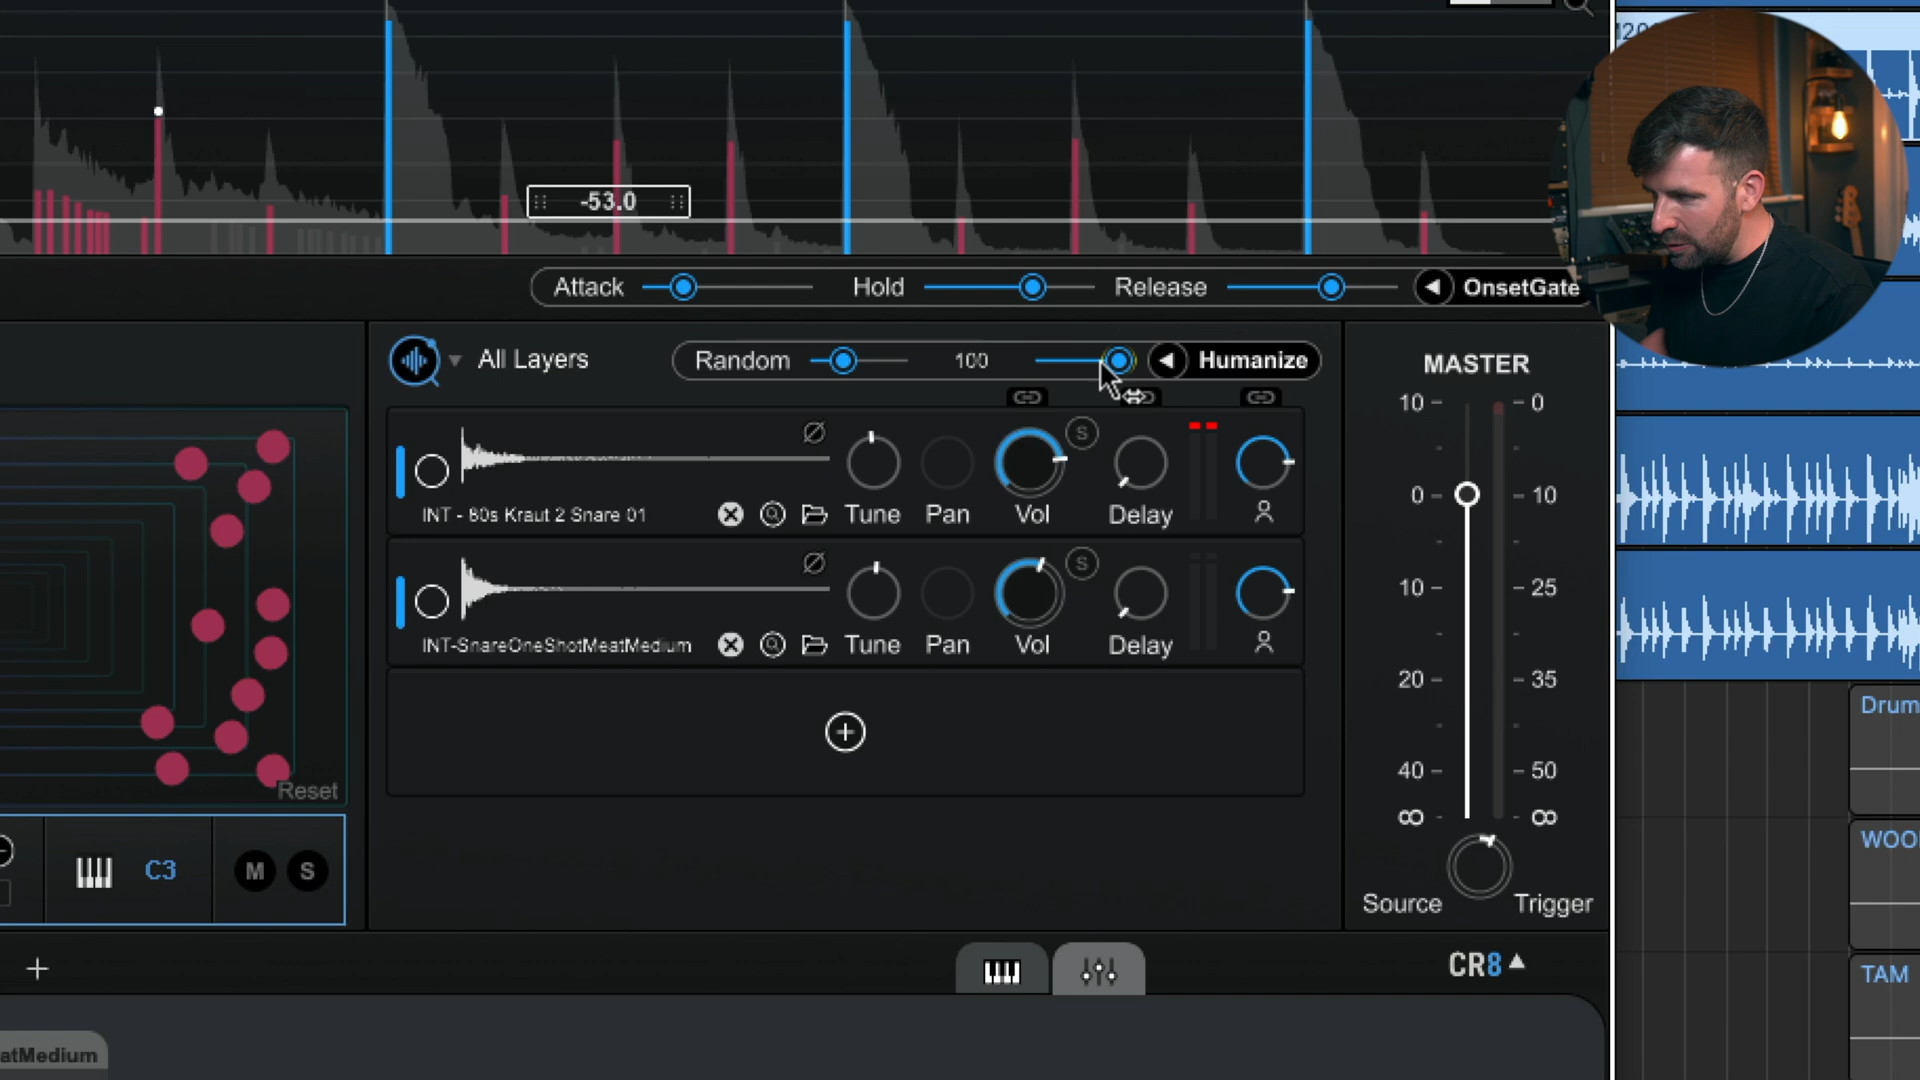 -53.0
Attack
Hold
Release
OnsetGate
All Layers
Random
100
Humanize
MASTER
10
0
S
INT - 80s Kraut 2 Snare 01
Tune
Pan
Vol
Delay
0
10
S
INT-SnareOneShotMeatMedium
Tune
Pan
Vol
Delay
10
25
20
35
40
50
∞
∞
Reset
C3
M
S
Source
Trigger
CR8
atMedium
Drum
WOO
TAM